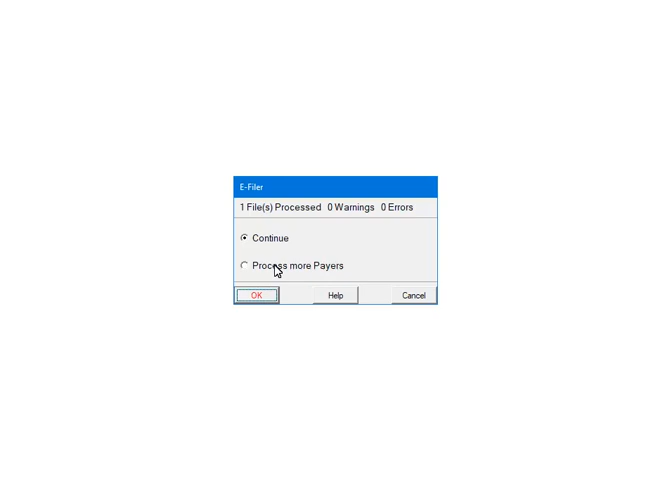 E-Filer
1 File(s) Processed 0 Warnings 0 Errors
Continue
Process more Payers
OK Help Cancel